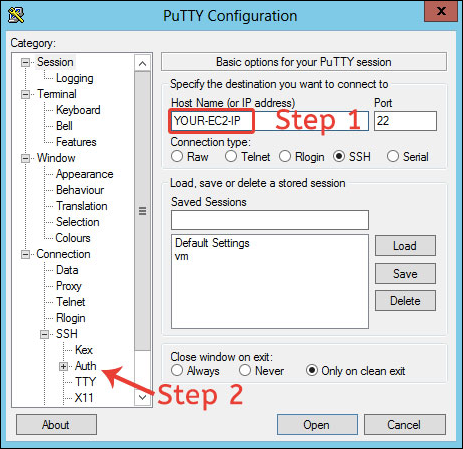 PuTTY Configuration
X
Category:
Session
Logging
Terminal
Keyboard
Bell
Features
Window
Appearance
Behaviour
Translation
Selection
Colours
Connection
Data
Proxy
Telnet
Rlogin
SSH
Kex
Auth
TTY
X11
Basic options for your PuTTY session
Specify the destination you want to connect to
Host Name (or IP address) Port
YOUR-EC2-IP Step 1 22
Connection type:
Raw Telnet Rlogin SSH Serial
Load, save or delete a stored session
Saved Sessions
Default Settings
vm
Load
Save
Delete
Close window on exit:
Always Never Only on clean exit
Step 2
About Open Cancel